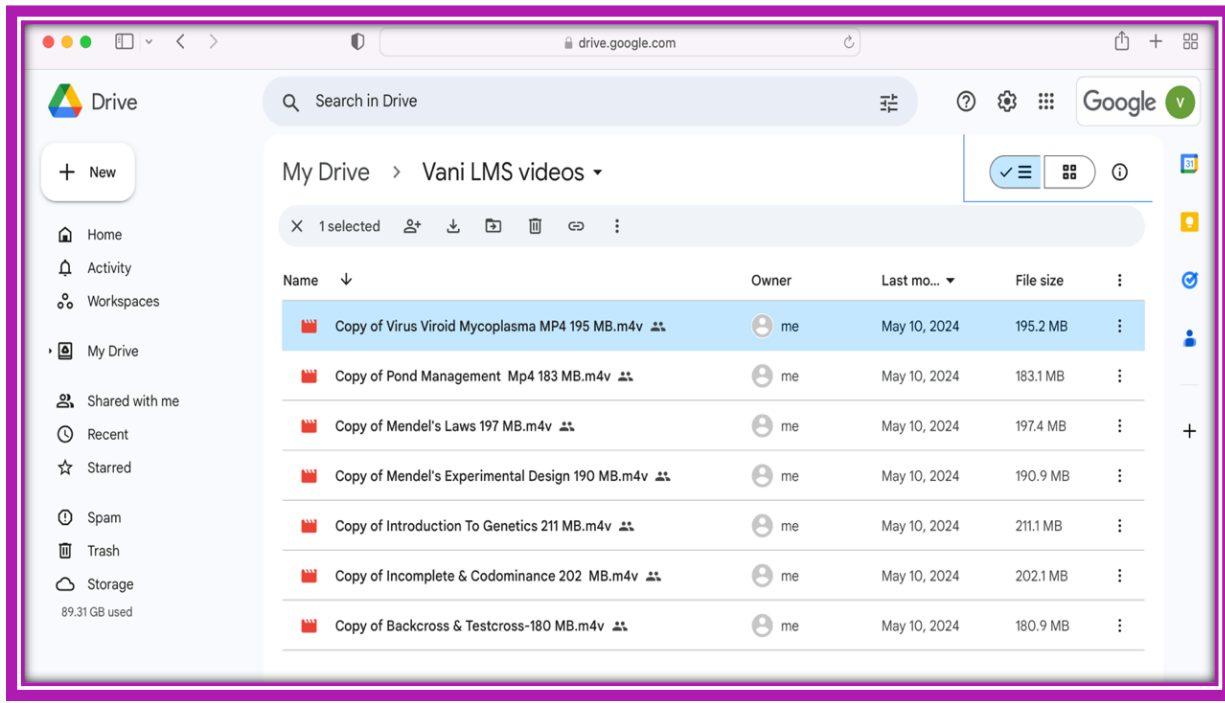 drive.google.com
Drive
Search in Drive
Google
V
New
My Drive > Vani LMS videos
31
1 selected
Home
Activity
Workspaces
My Drive
Shared with me
Recent
Starred
Spam
Trash
Storage
89.31 GB used
Name Owner Last mo... File size
Copy of Virus Viroid Mycoplasma MP4 195 MB.m4v me May 10, 2024 195.2 MB
Copy of Pond Management Mp4 183 MB.m4v me May 10, 2024 183.1 MB
Copy of Mendel's Laws 197 MB.m4v me May 10, 2024 197.4 MB
Copy of Mendel's Experimental Design 190 MB.m4v me May 10, 2024 190.9 MB
Copy of Introduction To Genetics 211 MB.m4v me May 10, 2024 211.1 MB
Copy of Incomplete & Codominance 202 MB.m4v me May 10, 2024 202.1 MB
Copy of Backcross & Testcross-180 MB.m4v me May 10, 2024 180.9 MB